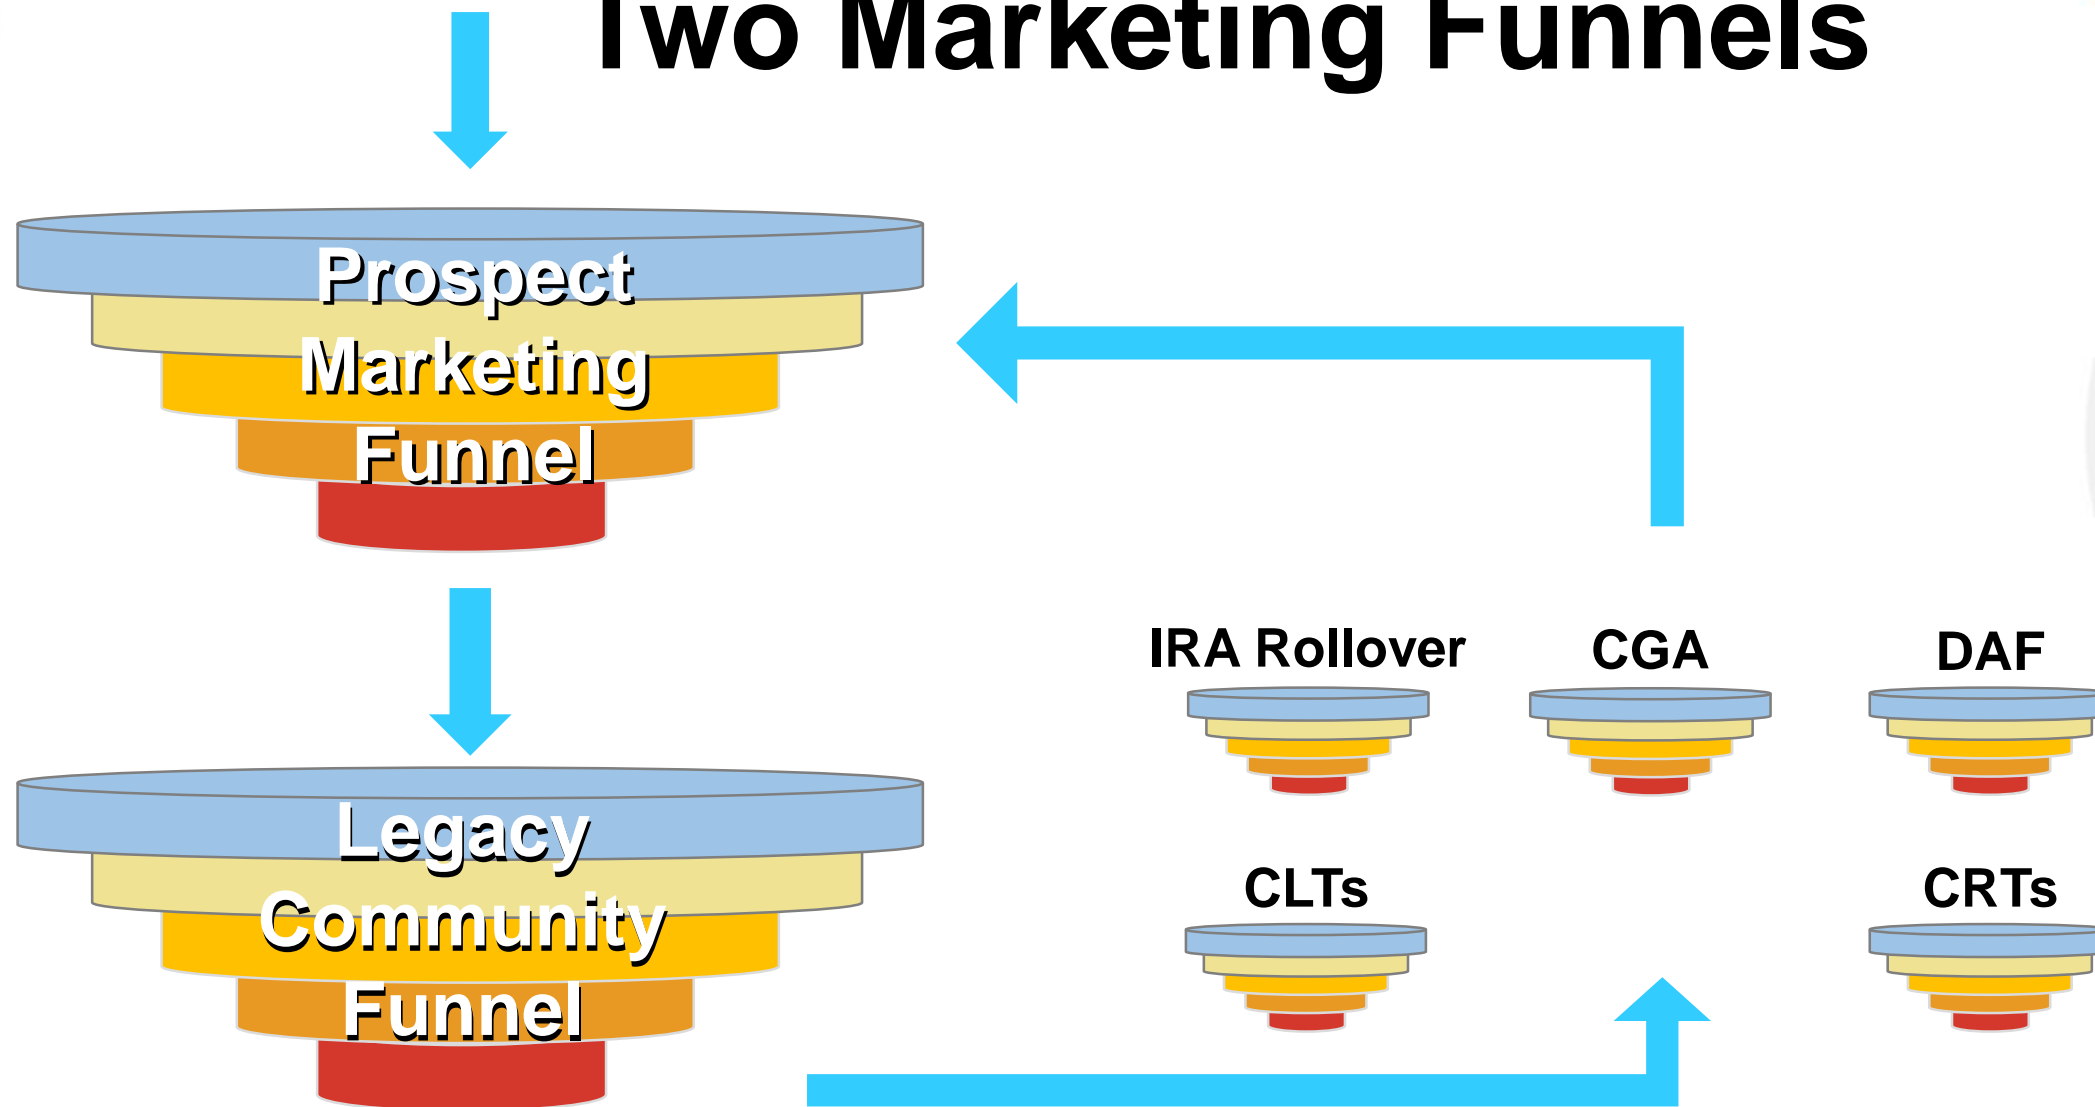 Two Marketing Funnels
Prospect
Marketing
Funnel
IRA Rollover
CGA
DAF
Legacy
Community
Funnel
CLTs
CRTs